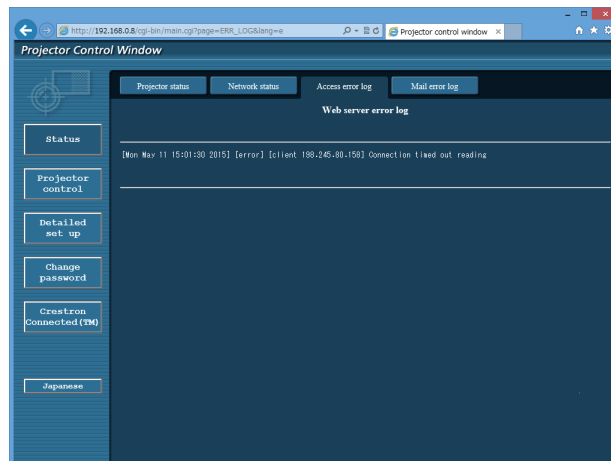 http://192.168.0.8/cgi-bin/main.cgi?page=ERR_LOG&lang=e
Projector control window
Projector Control Window
Projector status
Network status
Access error log
Mail error log
Web server error log
Status
[Mon May 11 15:01:30 2015] [error] [client 198.245.80.158] Connection timed out reading
Projector
control
Detailed
set up
Change
password
Crestron
Connected(TM)
Japanese